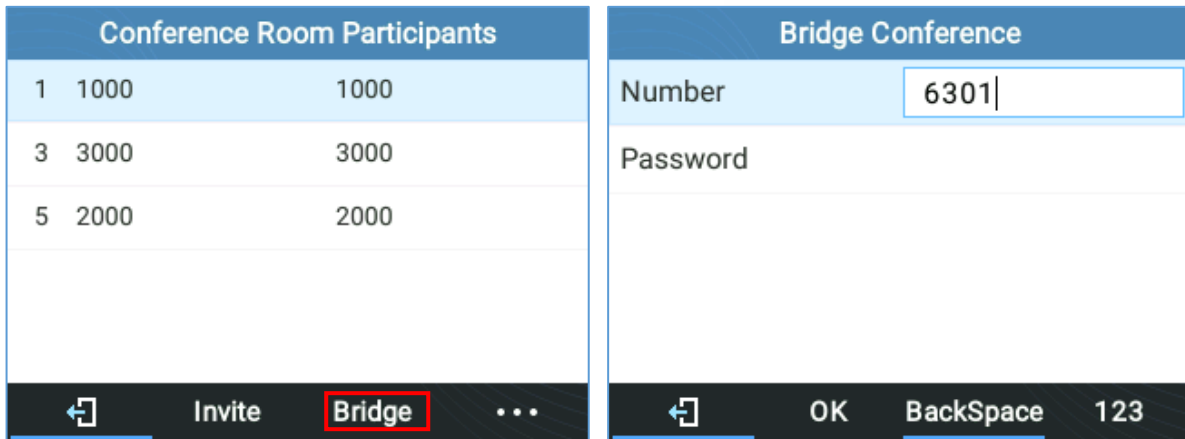 Conference Room Participants
1 1000 1000
3 3000 3000
5 2000 2000
Invite Bridge ...
Bridge Conference
Number 6301
Password
OK BackSpace 123